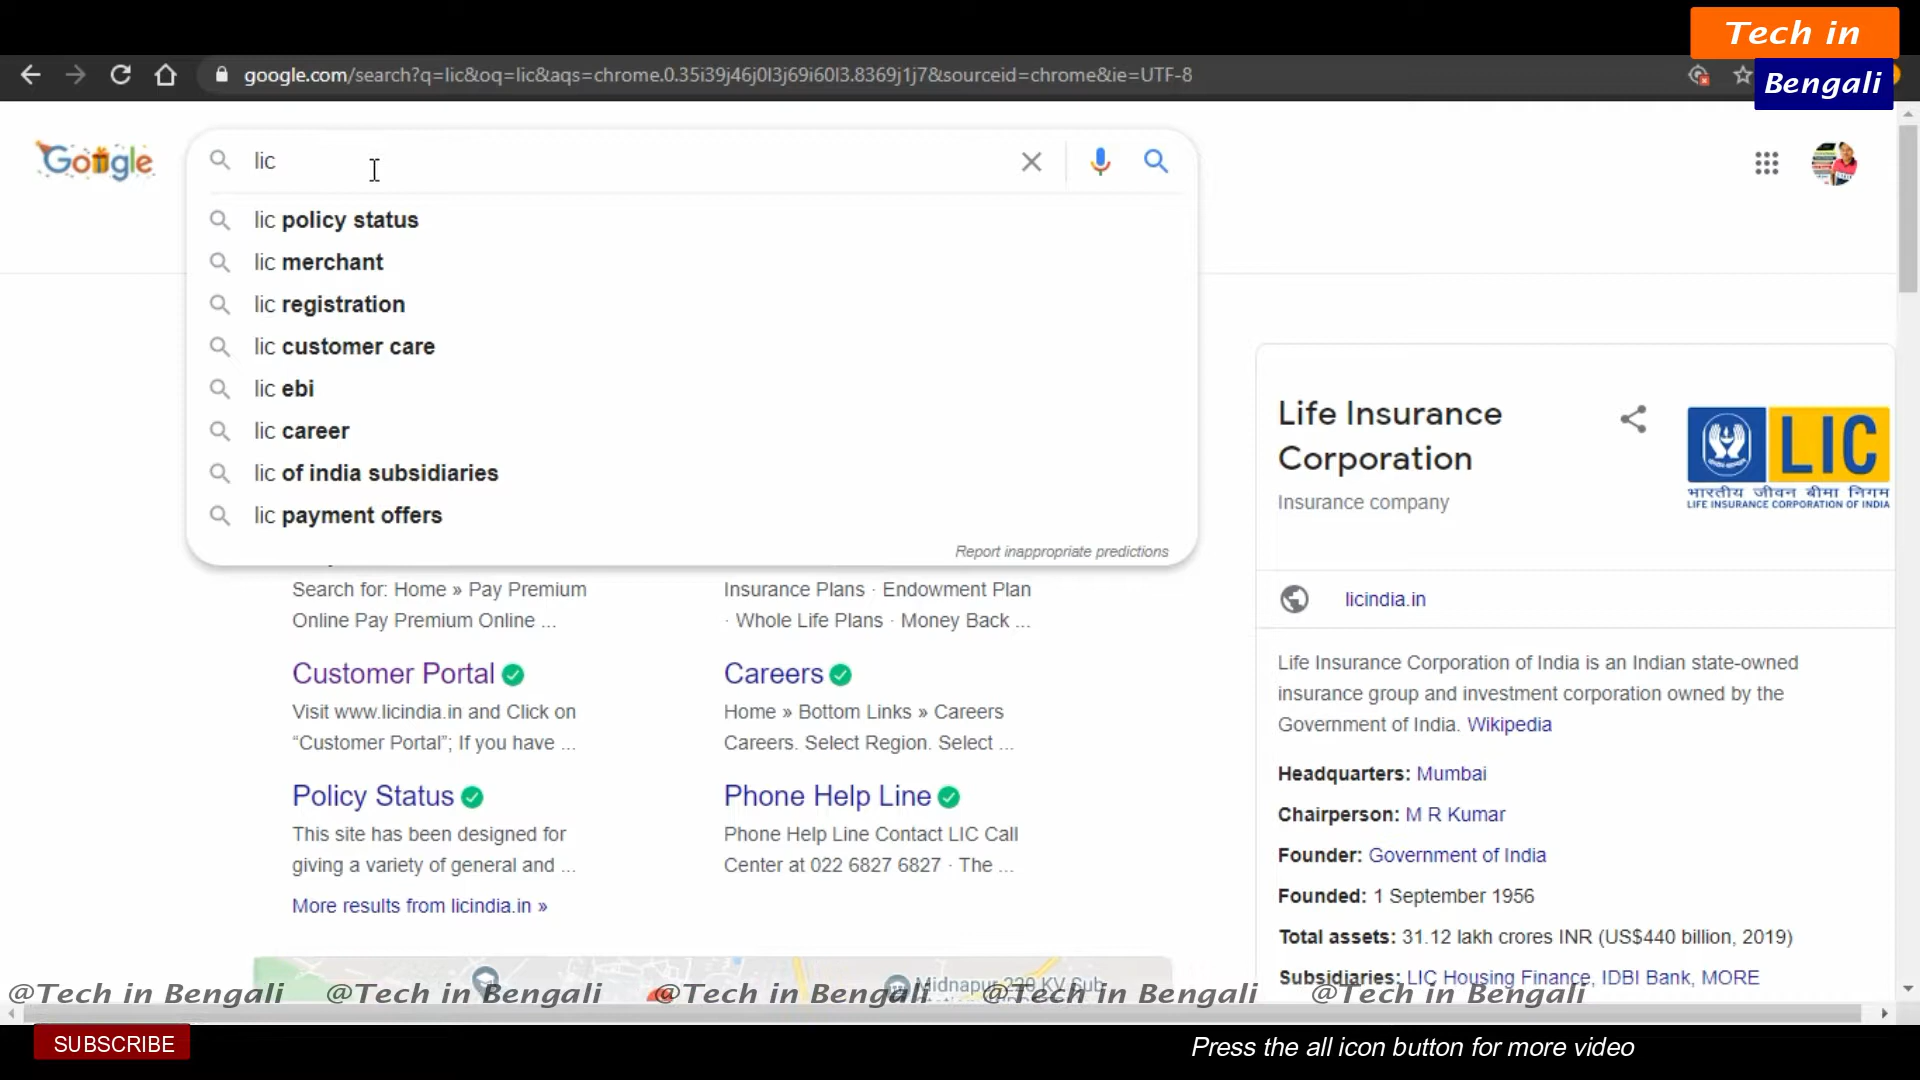 Tech in
Bengali
google.com/search?q=lic&oq=lic&aqs=chrome.0.35i39j46j0l3j69i60l3.8369j1j7&sourceid=chrome&ie=UTF-8
Google
lic
lic policy status
lic merchant
lic registration
lic customer care
lic ebi
lic career
lic of india subsidiaries
lic payment offers
Report inappropriate predictions
Search for: Home » Pay Premium
Online Pay Premium Online ...
Insurance Plans · Endowment Plan
· Whole Life Plans · Money Back ...
Customer Portal
Visit www.licindia.in and Click on
“Customer Portal”; If you have ...
Careers
Home » Bottom Links » Careers
Careers. Select Region. Select ...
Policy Status
This site has been designed for
giving a variety of general and ...
Phone Help Line
Phone Help Line Contact LIC Call
Center at 022 6827 6827 · The ...
More results from licindia.in »
Midnapur 220 KV Sub
Life Insurance
Corporation
Insurance company
LIC
भारतीय जीवन बीमा निगम
LIFE INSURANCE CORPORATION OF INDIA
licindia.in
Life Insurance Corporation of India is an Indian state-owned
insurance group and investment corporation owned by the
Government of India. Wikipedia
Headquarters: Mumbai
Chairperson: M R Kumar
Founder: Government of India
Founded: 1 September 1956
Total assets: 31.12 lakh crores INR (US$440 billion, 2019)
Subsidiaries: LIC Housing Finance, IDBI Bank, MORE
@Tech in Bengali @Tech in Bengali @Tech in Bengali @Tech in Bengali @Tech in Bengali
SUBSCRIBE
Press the all icon button for more video